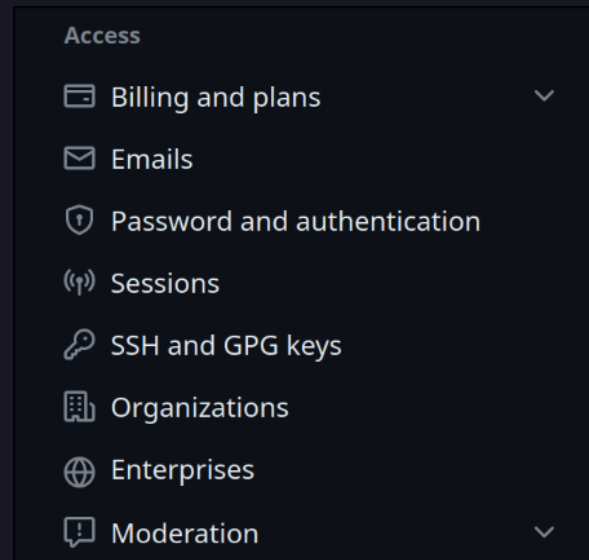 Access
Billing and plans
Emails
Password and authentication
Sessions
SSH and GPG keys
Organizations
Enterprises
Moderation